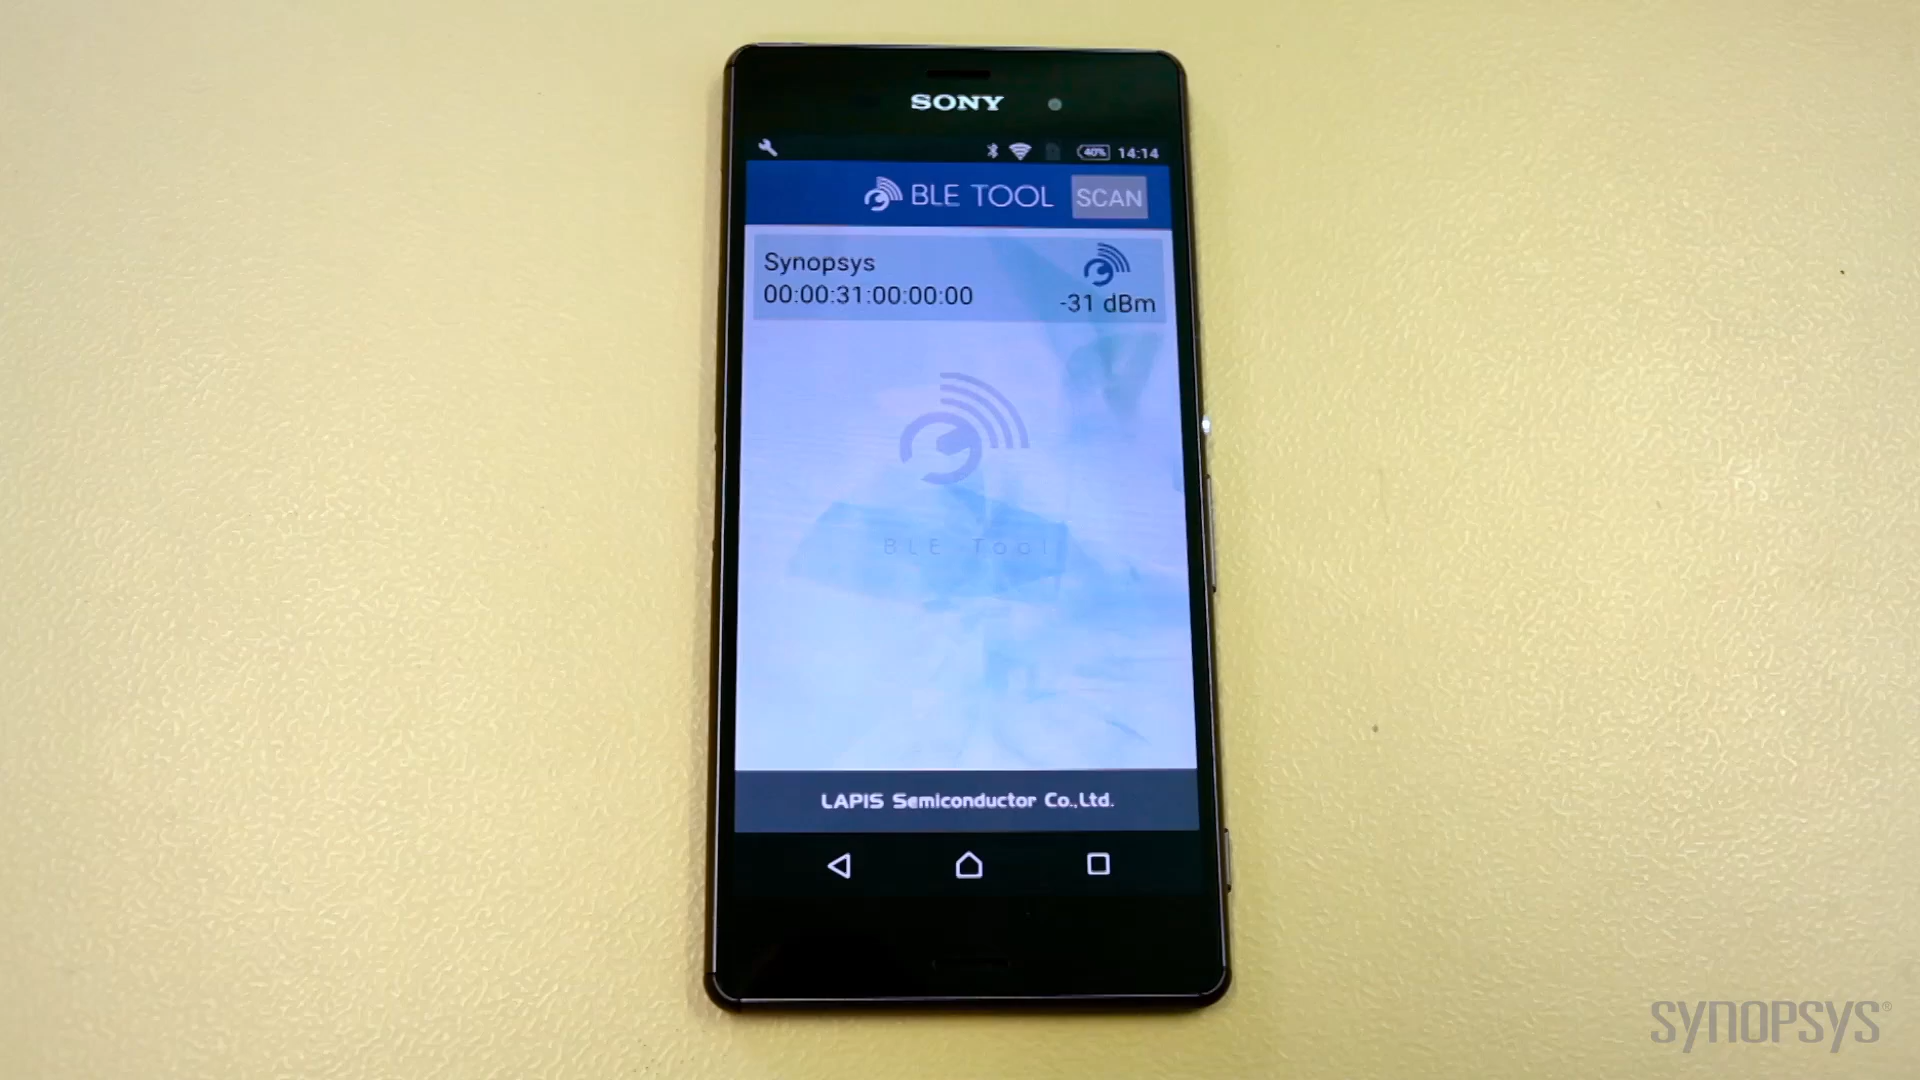 SONY
40% 14:14
BLE TOOL SCAN
Synopsys
00:00:31:00:00:00
-31 dBm
BLE Tool
LAPIS Semiconductor Co.,Ltd.
SYNOPSYS®